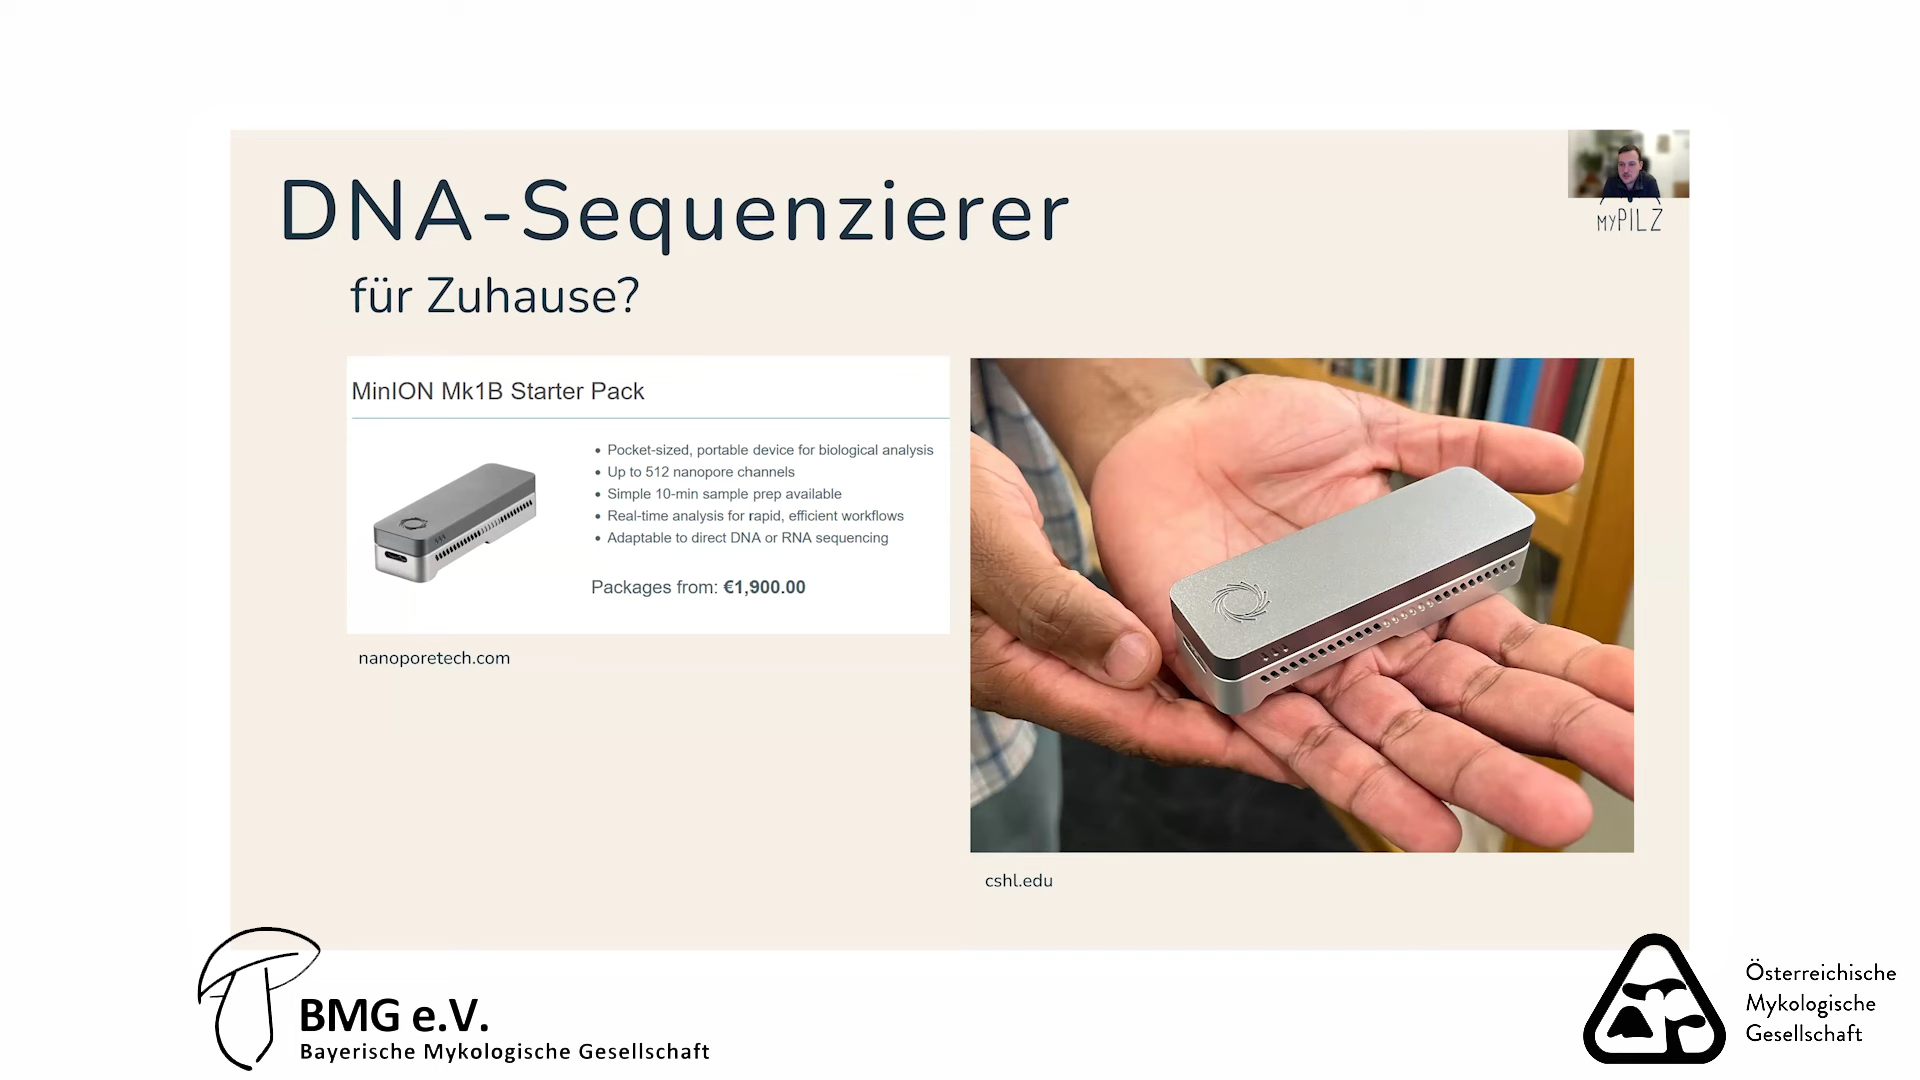 DNA-Sequenzierer
für Zuhause?
myPILZ
MinION Mk1B Starter Pack
Pocket-sized, portable device for biological analysis
Up to 512 nanopore channels
Simple 10-min sample prep available
Real-time analysis for rapid, efficient workflows
Adaptable to direct DNA or RNA sequencing
Packages from: €1,900.00
nanoporetech.com
cshl.edu
BMG e.V.
Bayerische Mykologische Gesellschaft
Österreichische
Mykologische
Gesellschaft